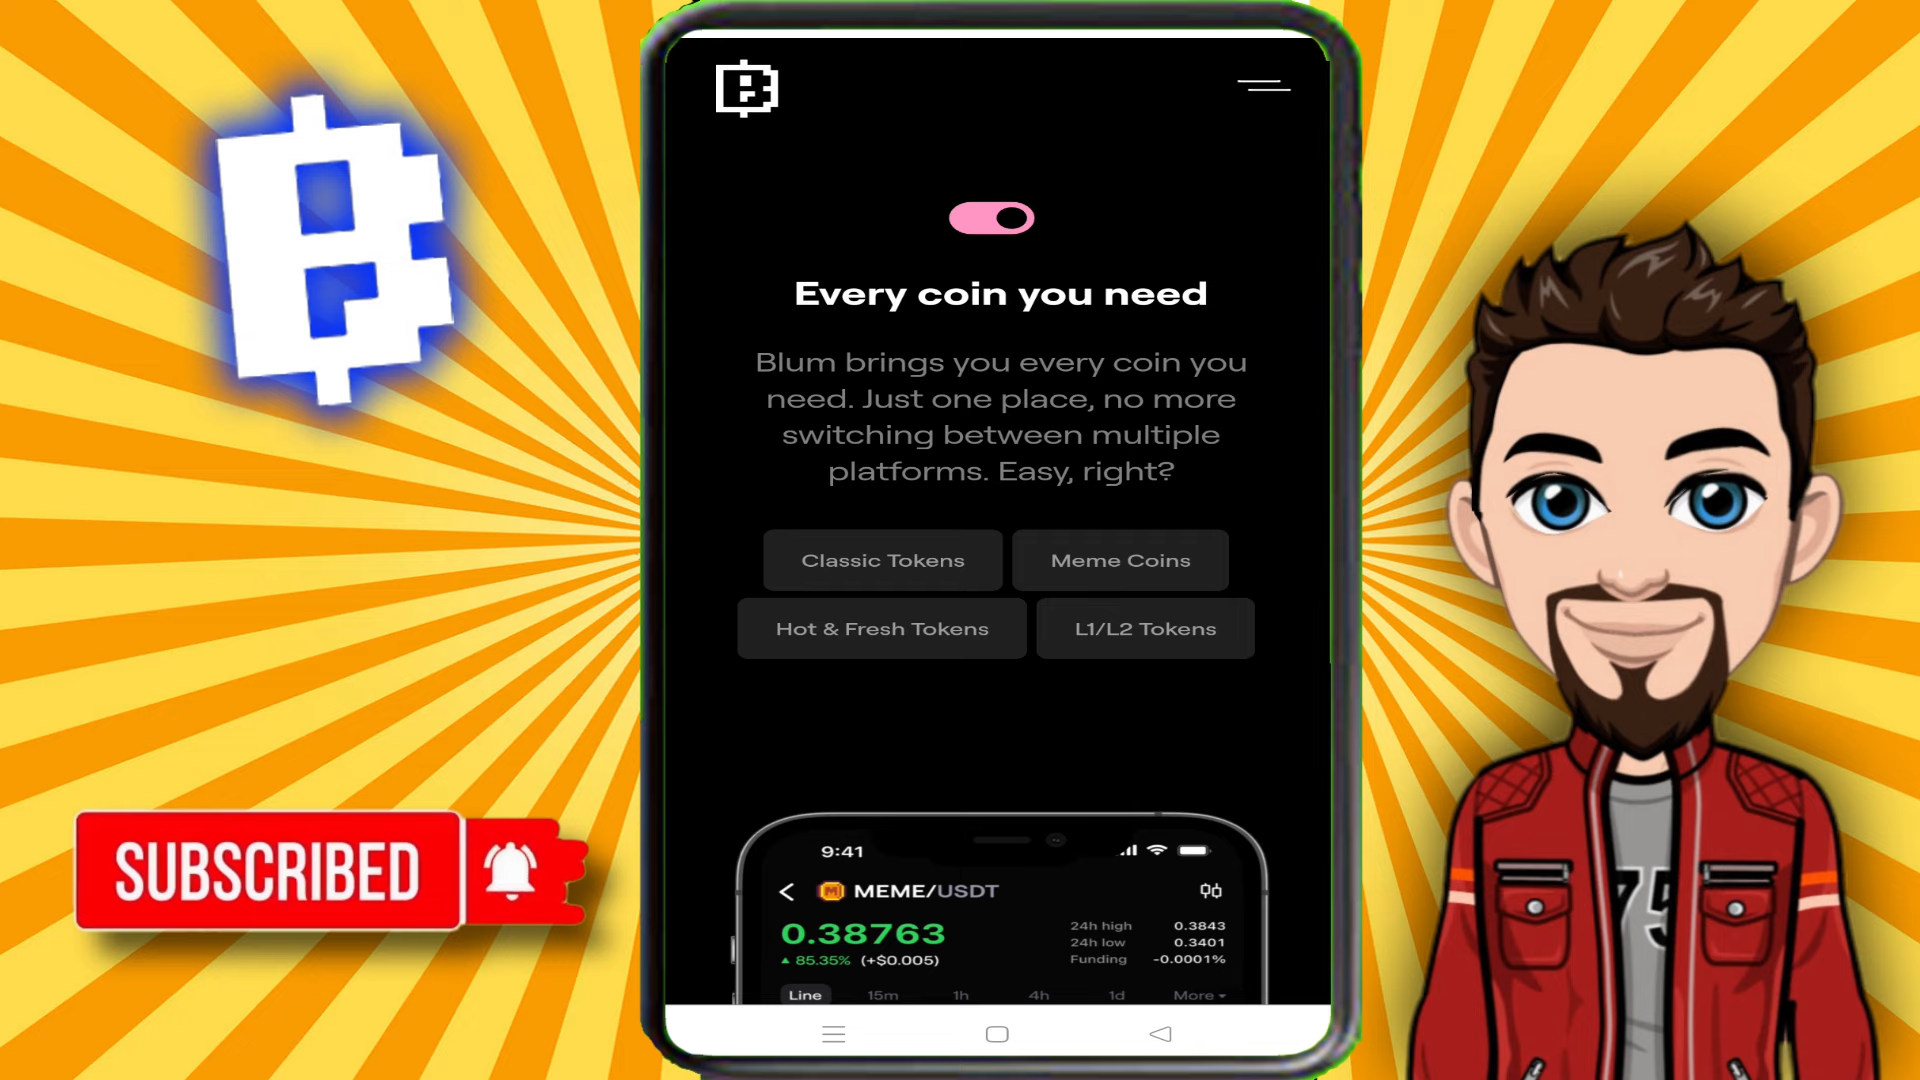 Every coin you need
Blum brings you every coin you
need. Just one place, no more
switching between multiple
platforms. Easy, right?
Classic Tokens
Meme Coins
Hot & Fresh Tokens
L1/L2 Tokens
SUBSCRIBED
9:41
MEME/USDT
0.38763
▲ 85.35% (+$0.005)
24h high 0.3843
24h low 0.3401
Funding -0.0001%
Line 15m 1h 4h 1d More
75